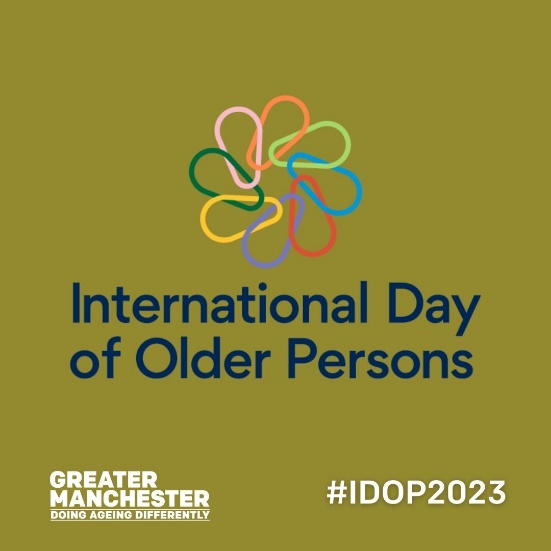 International Day
of Older Persons
GREATER
MANCHESTER
DOING AGEING DIFFERENTLY
#IDOP2023